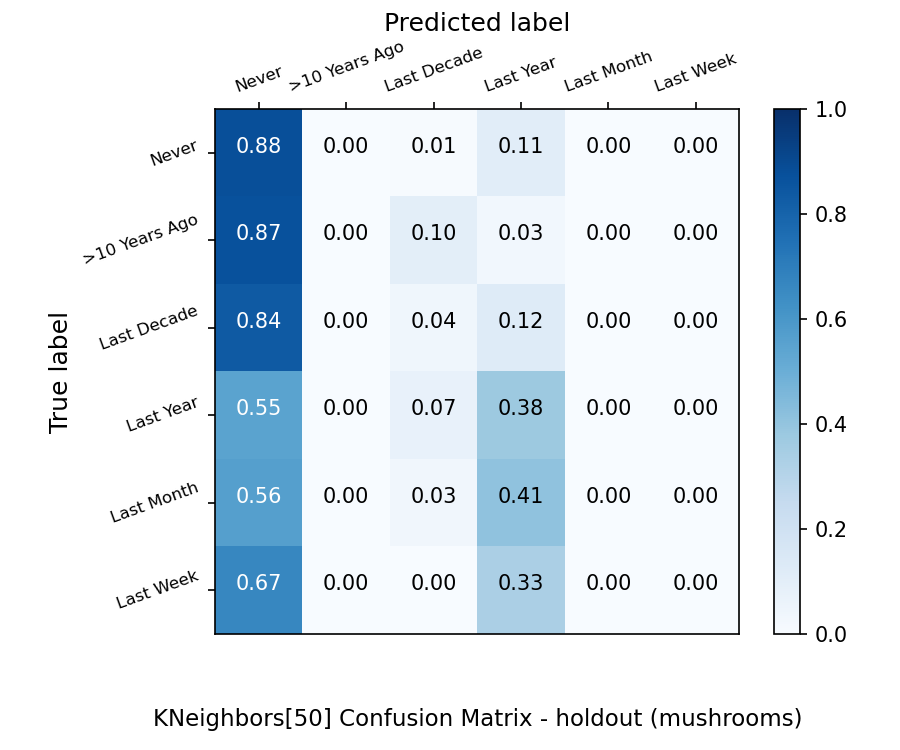 Predicted label
Never >10 Years Ago Last Decade Last Year Last Month Last Week
Never 0.88 0.00 0.01 0.11 0.00 0.00
>10 Years Ago 0.87 0.00 0.10 0.03 0.00 0.00
Last Decade 0.84 0.00 0.04 0.12 0.00 0.00
Last Year 0.55 0.00 0.07 0.38 0.00 0.00
Last Month 0.56 0.00 0.03 0.41 0.00 0.00
Last Week 0.67 0.00 0.00 0.33 0.00 0.00
True label
1.0
0.8
0.6
0.4
0.2
0.0
KNeighbors[50] Confusion Matrix - holdout (mushrooms)